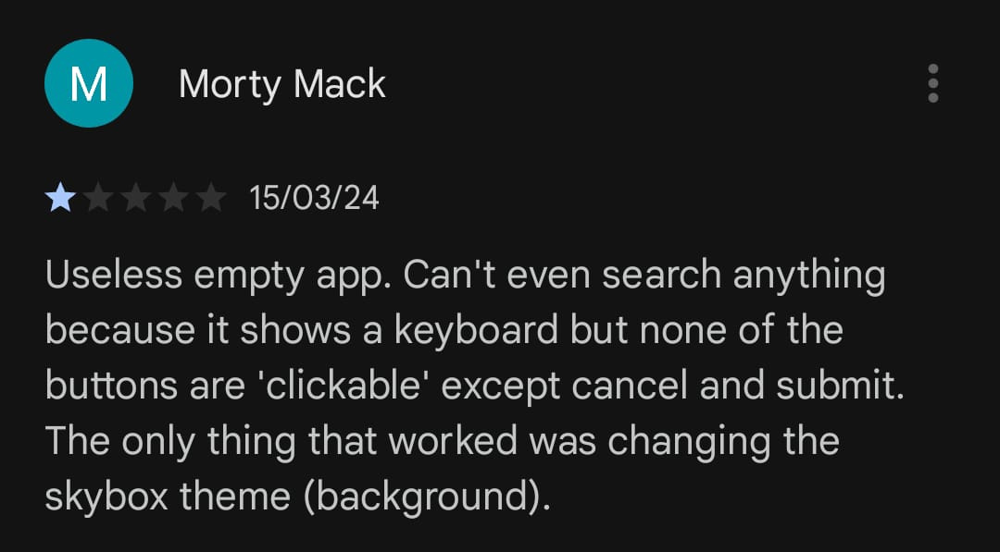 M
Morty Mack
15/03/24
Useless empty app. Can't even search anything
because it shows a keyboard but none of the
buttons are 'clickable' except cancel and submit.
The only thing that worked was changing the
skybox theme (background).